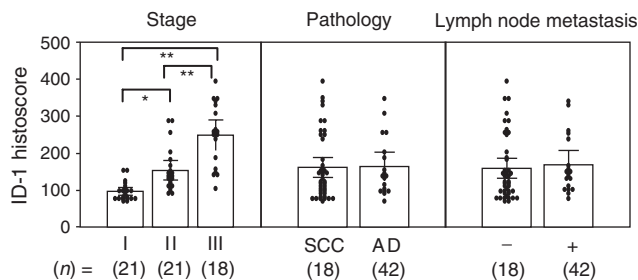 Stage Pathology Lymph node metastasis
500
400
300
200
100
0
ID-1 histoscore
** ** *
I II III SCC AD – +
(n) = (21) (21) (18) (18) (42) (18) (42)